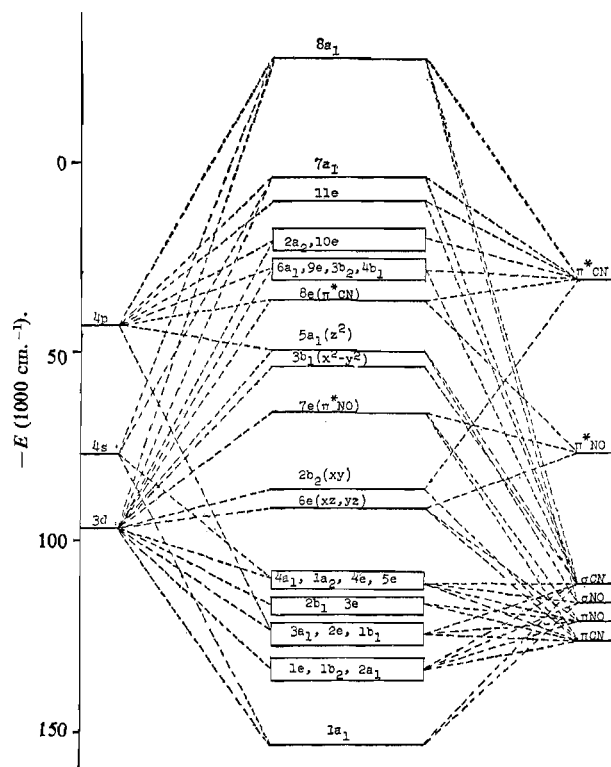 8a₁
0
7a₁
11e
2a₂,10e
6a₁,9e,3b₂,4b₁
π*CN
8e(π*CN)
4p
50
5a₁(z²)
3b₁(x²-y²)
7e(π*NO)
4s
π*NO
2b₂(xy)
6e(xz,yz)
3d
100
4a₁, 1a₂, 4e, 5e
σCN
2b₁ 3e
σNO
3a₁, 2e, 1b₁
πNO
πCN
1e, 1b₂, 2a₁
1a₁
150
—E (1000 cm.⁻¹).